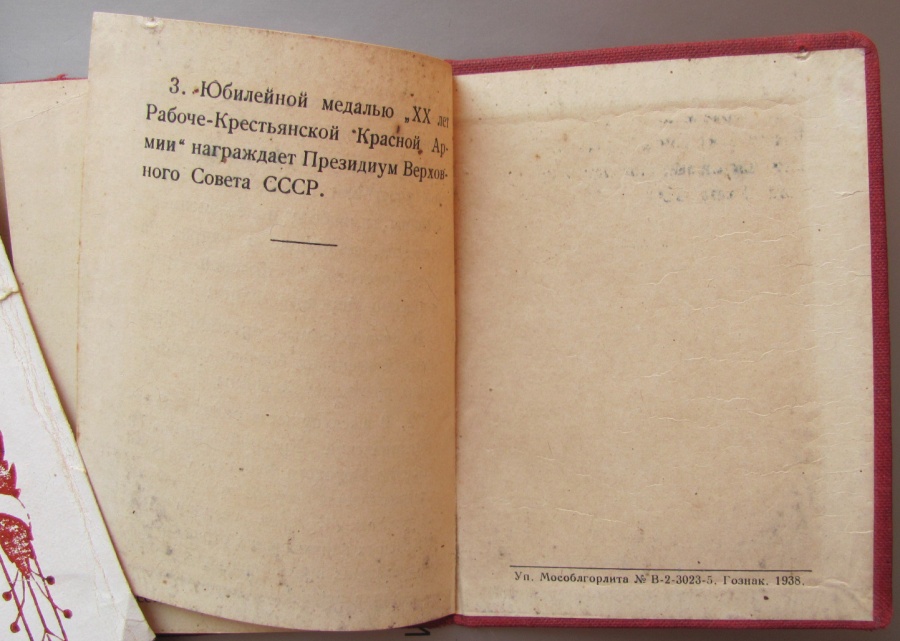 3. Юбилейной медалью „XX лет
Рабоче-Крестьянской Красной Ар-
мии“ награждает Президиум Верхов-
ного Совета СССР.
Уп. Мособлгорлита № В-2-3023-5. Гознак. 1938.